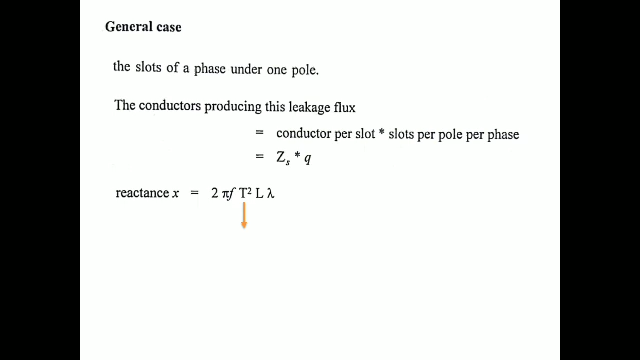 General case
the slots of a phase under one pole.
The conductors producing this leakage flux
= conductor per slot * slots per pole per phase
= Zₛ * q
reactance x = 2 πf T² L λ